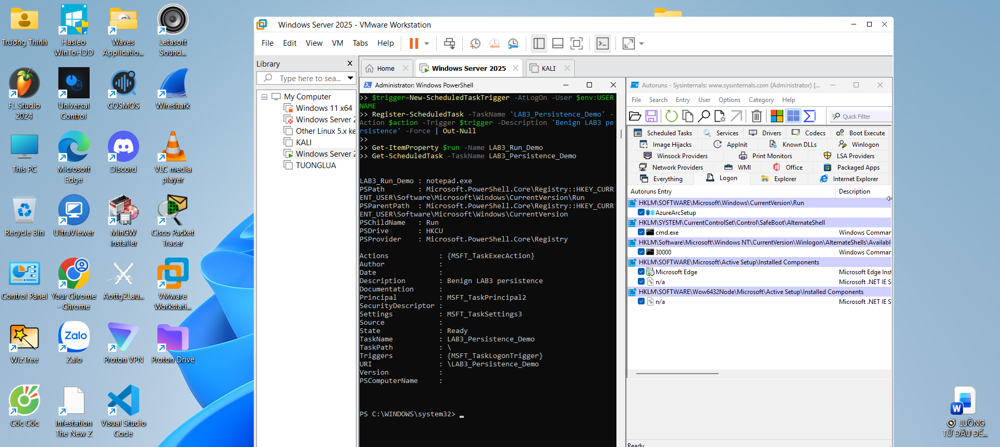 Trương Thinh
Hasleo
WinToHDD
Waves
Applicatio...
Letasoft
Sound...
FL Studio
2024
Universal
Control
COSMOS
Wireshark
This PC
Microsoft
Edge
Discord
VLC media
player
Recycle Bin
UltraViewer
MinGW
Installer
Cisco Packet
Tracer
Control Panel
Your Chrome
- Chrome
Aottg2Lau...
VMware
Workstati...
WizTree
Zalo
Zalo
Proton VPN
Proton Drive
Cốc Cốc
Infestation
The New Z
Visual Studio
Code
Windows Server 2025 - VMware Workstation
File Edit View VM Tabs Help
Library
Type here to sea...
My Computer
Windows 11 x64
Windows Server 2
Other Linux 5.x ke
KALI
Windows Server 2
TUONGLUA
Home
Windows Server 2025
KALI
Administrator: Windows PowerShell
>> $trigger=New-ScheduledTaskTrigger -AtLogOn -User $env:USER
NAME
>> Register-ScheduledTask -TaskName 'LAB3_Persistence_Demo' -
Action $action -Trigger $trigger -Description 'Benign LAB3 pe
rsistence' -Force | Out-Null
>>
>> Get-ItemProperty $run -Name LAB3_Run_Demo
>> Get-ScheduledTask -TaskName LAB3_Persistence_Demo
LAB3_Run_Demo : notepad.exe
PSPath : Microsoft.PowerShell.Core\Registry::HKEY_CURR
ENT_USER\Software\Microsoft\Windows\CurrentVersion\Run
PSParentPath : Microsoft.PowerShell.Core\Registry::HKEY_CURR
ENT_USER\Software\Microsoft\Windows\CurrentVersion
PSChildName : Run
PSDrive : HKCU
PSProvider : Microsoft.PowerShell.Core\Registry
Actions : {MSFT_TaskExecAction}
Author :
Date :
Description : Benign LAB3 persistence
Documentation :
Principal : MSFT_TaskPrincipal2
SecurityDescriptor :
Settings : MSFT_TaskSettings3
Source :
State : Ready
TaskName : LAB3_Persistence_Demo
TaskPath : \
Triggers : {MSFT_TaskLogonTrigger}
URI : \LAB3_Persistence_Demo
Version :
PSComputerName :
PS C:\WINDOWS\system32>
Autoruns - Sysinternals: www.sysinternals.com (Administrator) [...
File Search Entry User Options Category Help
Quick Filter
Scheduled Tasks Services Drivers Codecs Boot Execute
Image Hijacks AppInit Known DLLs Winlogon
Winsock Providers Print Monitors LSA Providers
Network Providers WMI Office Packaged Apps
Everything Logon Explorer Internet Explorer
Autoruns Entry Description
HKLM\SOFTWARE\Microsoft\Windows\CurrentVersion\Run
AzureArcSetup
HKLM\SYSTEM\CurrentControlSet\Control\SafeBoot\AlternateShell
cmd.exe Windows Commar
HKLM\Software\Microsoft\Windows NT\CurrentVersion\Winlogon\AlternateShells\Availabl
30000 Windows Commar
HKLM\SOFTWARE\Microsoft\Active Setup\Installed Components
Microsoft Edge Microsoft Edge Inst
n/a Microsoft .NET IE S
HKLM\SOFTWARE\Wow6432Node\Microsoft\Active Setup\Installed Components
n/a Microsoft .NET IE S
Ready
W
LUỒNG
TỪ ĐẦU ĐẾ...